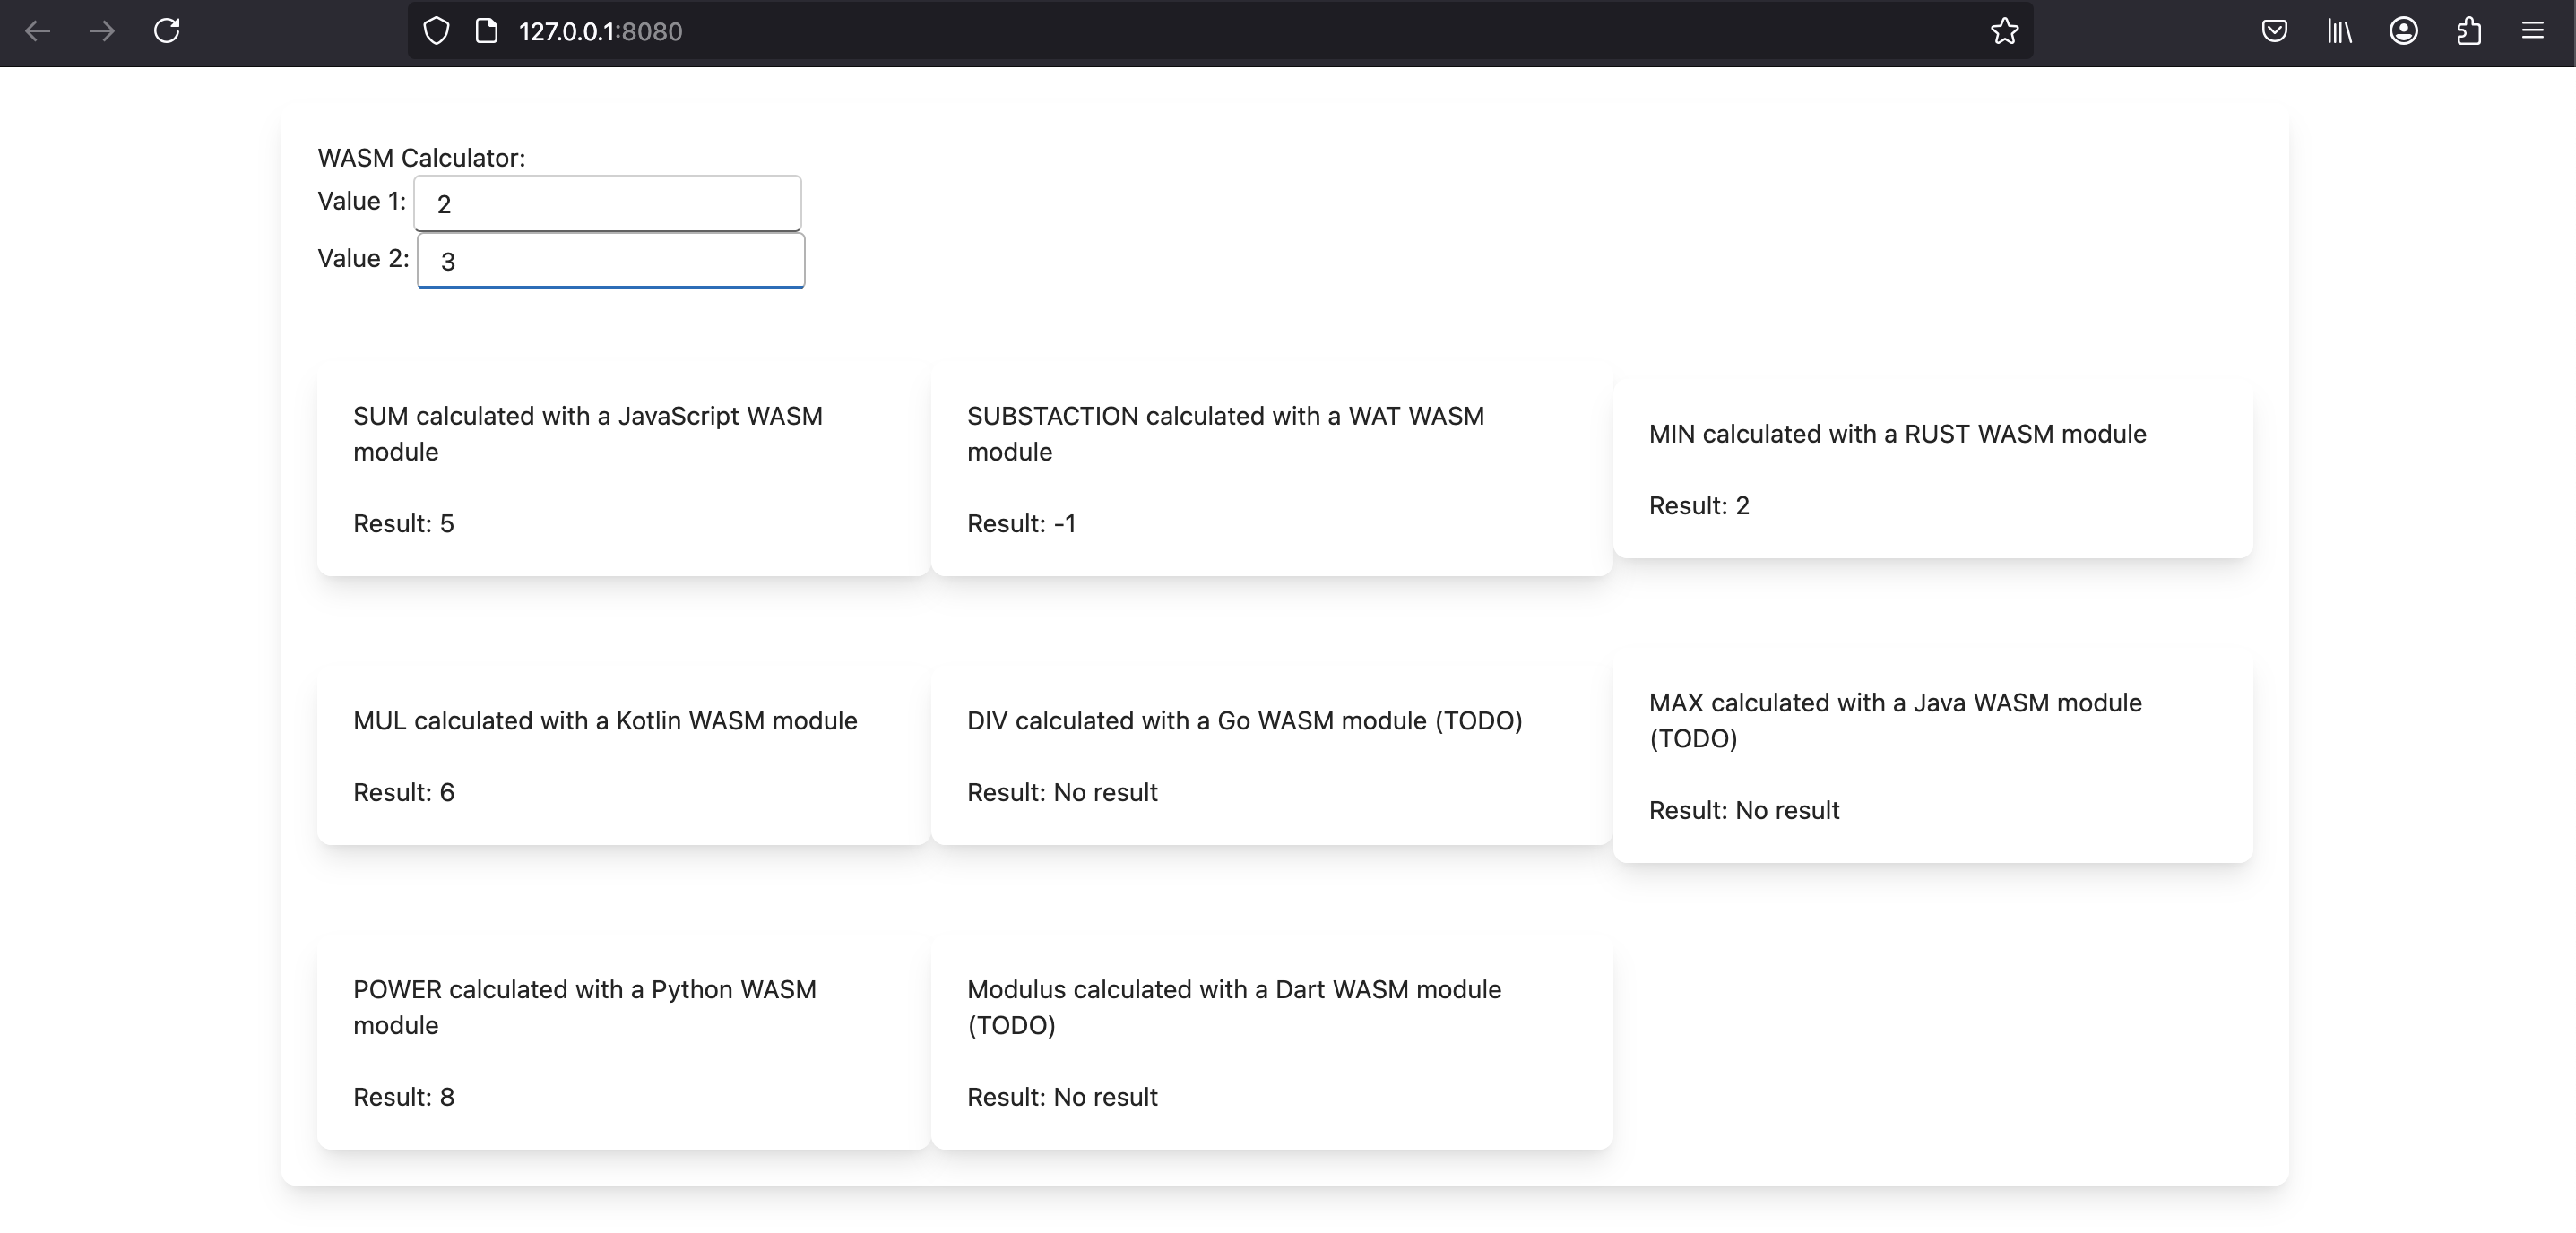 127.0.0.1:8080
WASM Calculator:
Value 1: 2
Value 2: 3
SUM calculated with a JavaScript WASM
module
Result: 5
SUBSTACTION calculated with a WAT WASM
module
Result: -1
MIN calculated with a RUST WASM module
Result: 2
MUL calculated with a Kotlin WASM module
Result: 6
DIV calculated with a Go WASM module (TODO)
Result: No result
MAX calculated with a Java WASM module
(TODO)
Result: No result
POWER calculated with a Python WASM
module
Result: 8
Modulus calculated with a Dart WASM module
(TODO)
Result: No result